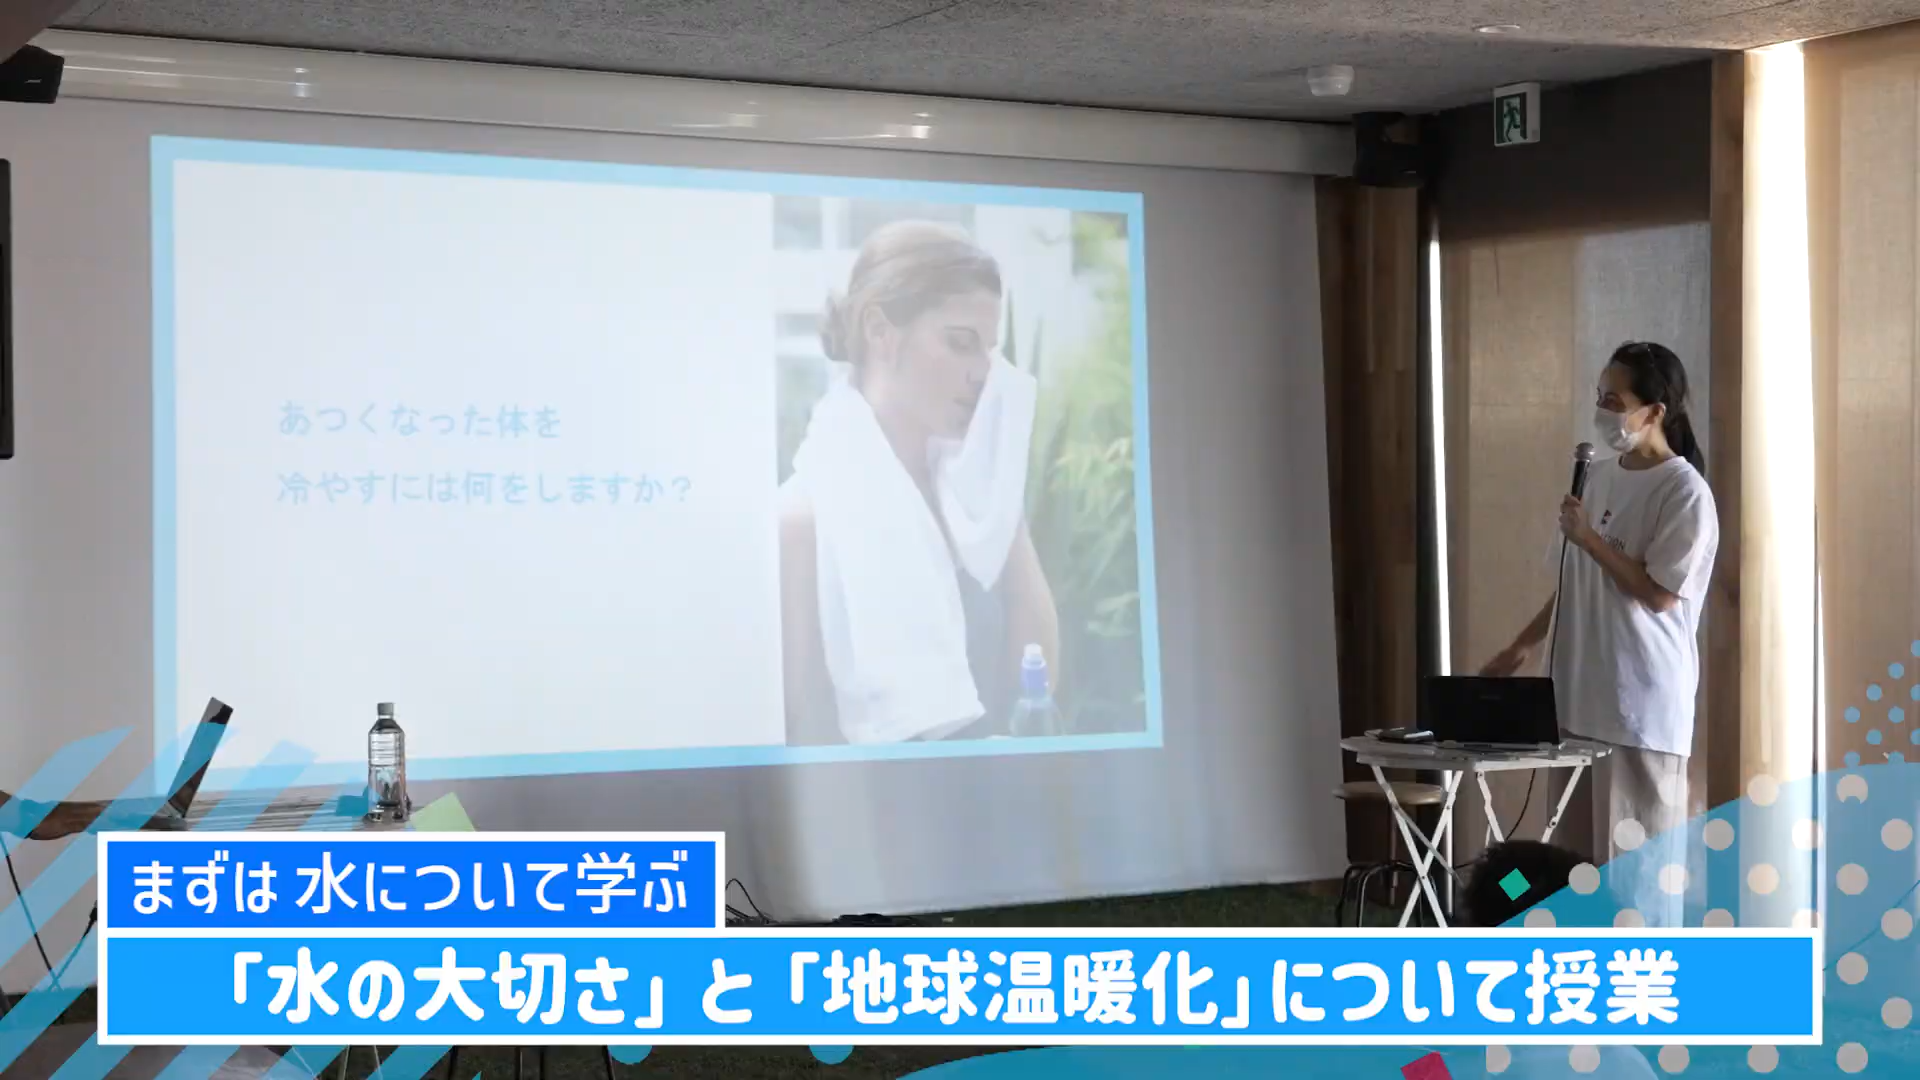 あつくなった体を
冷やすには何をしますか？
まずは 水について学ぶ
「水の大切さ」と「地球温暖化」について授業